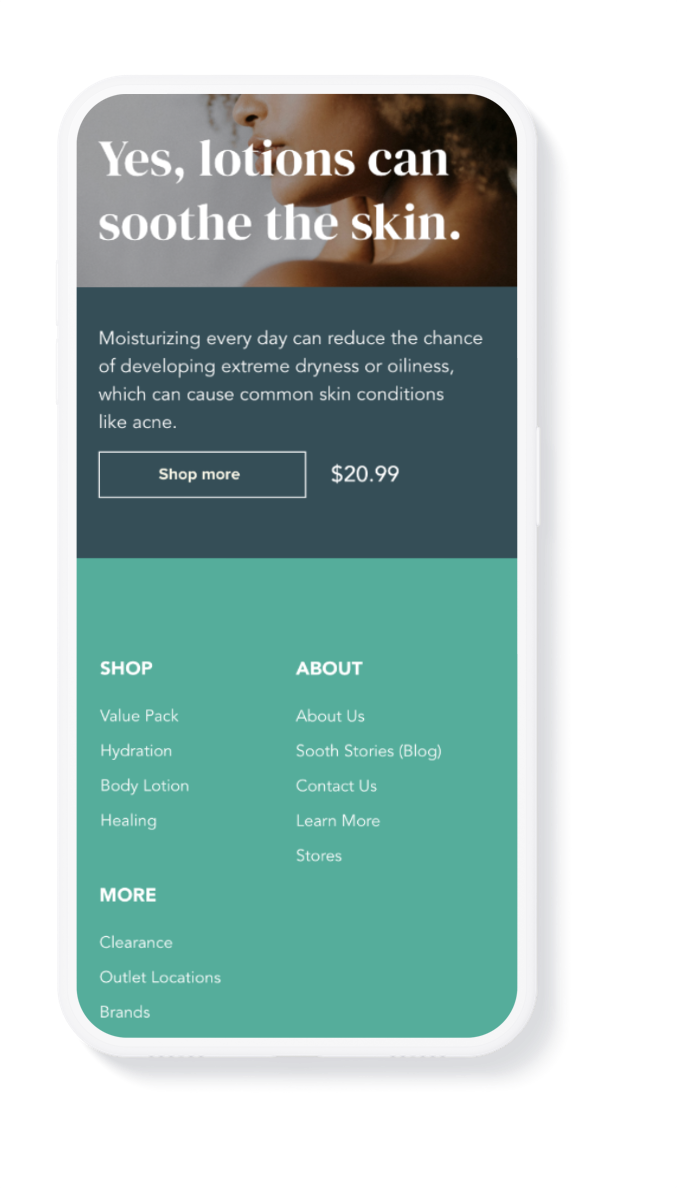 Yes, lotions can
soothe the skin.
Moisturizing every day can reduce the chance
of developing extreme dryness or oiliness,
which can cause common skin conditions
like acne.
Shop more
$20.99
SHOP
Value Pack
Hydration
Body Lotion
Healing
ABOUT
About Us
Sooth Stories (Blog)
Contact Us
Learn More
Stores
MORE
Clearance
Outlet Locations
Brands